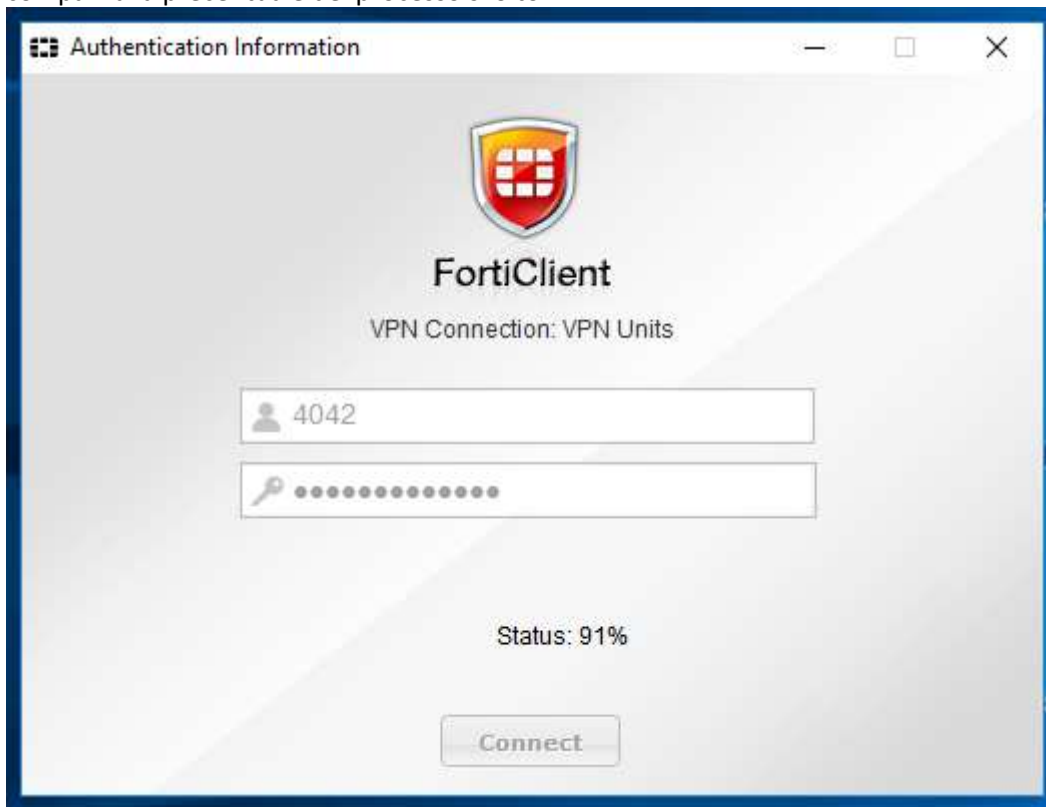 Authentication Information
FortiClient
VPN Connection: VPN Units
4042
•••••••••••••
Status: 91%
Connect